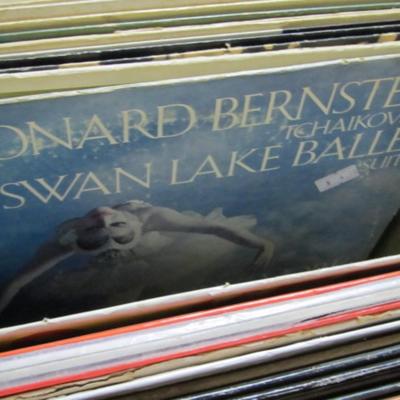 ONARD BERNSTE
TCHAIKOV
SWAN LAKE BALLE
SUIT